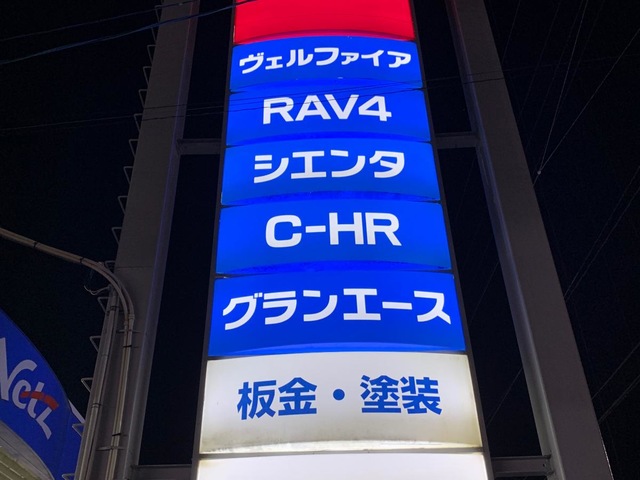 ヴェルファイア
RAV4
シエンタ
C-HR
グランエース
板金・塗装
Netz